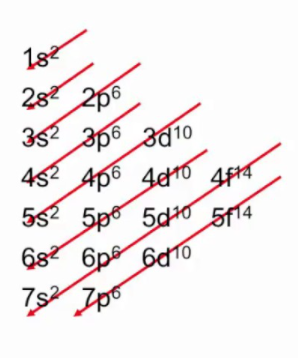 1s²
2s² 2p⁶
3s² 3p⁶ 3d¹⁰
4s² 4p⁶ 4d¹⁰ 4f¹⁴
5s² 5p⁶ 5d¹⁰ 5f¹⁴
6s² 6p⁶ 6d¹⁰
7s² 7p⁶